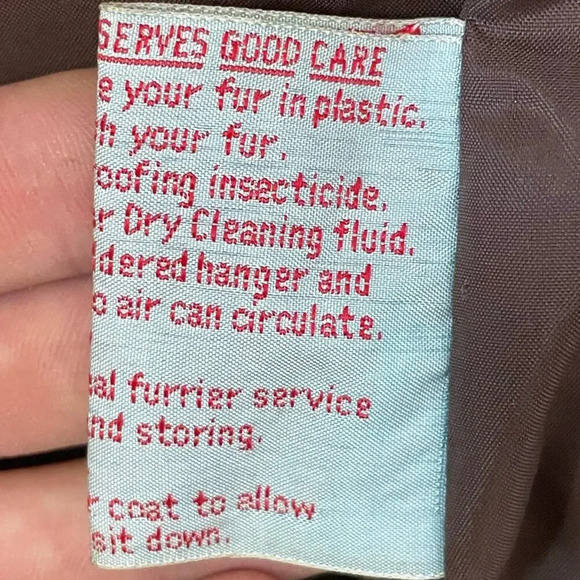 SERVES GOOD CARE
e your fur in plastic.
h your fur.
oofing insecticide.
r Dry Cleaning fluid.
dered hanger and
o air can circulate.
al furrier service
nd storing.
r coat to allow
sit down.